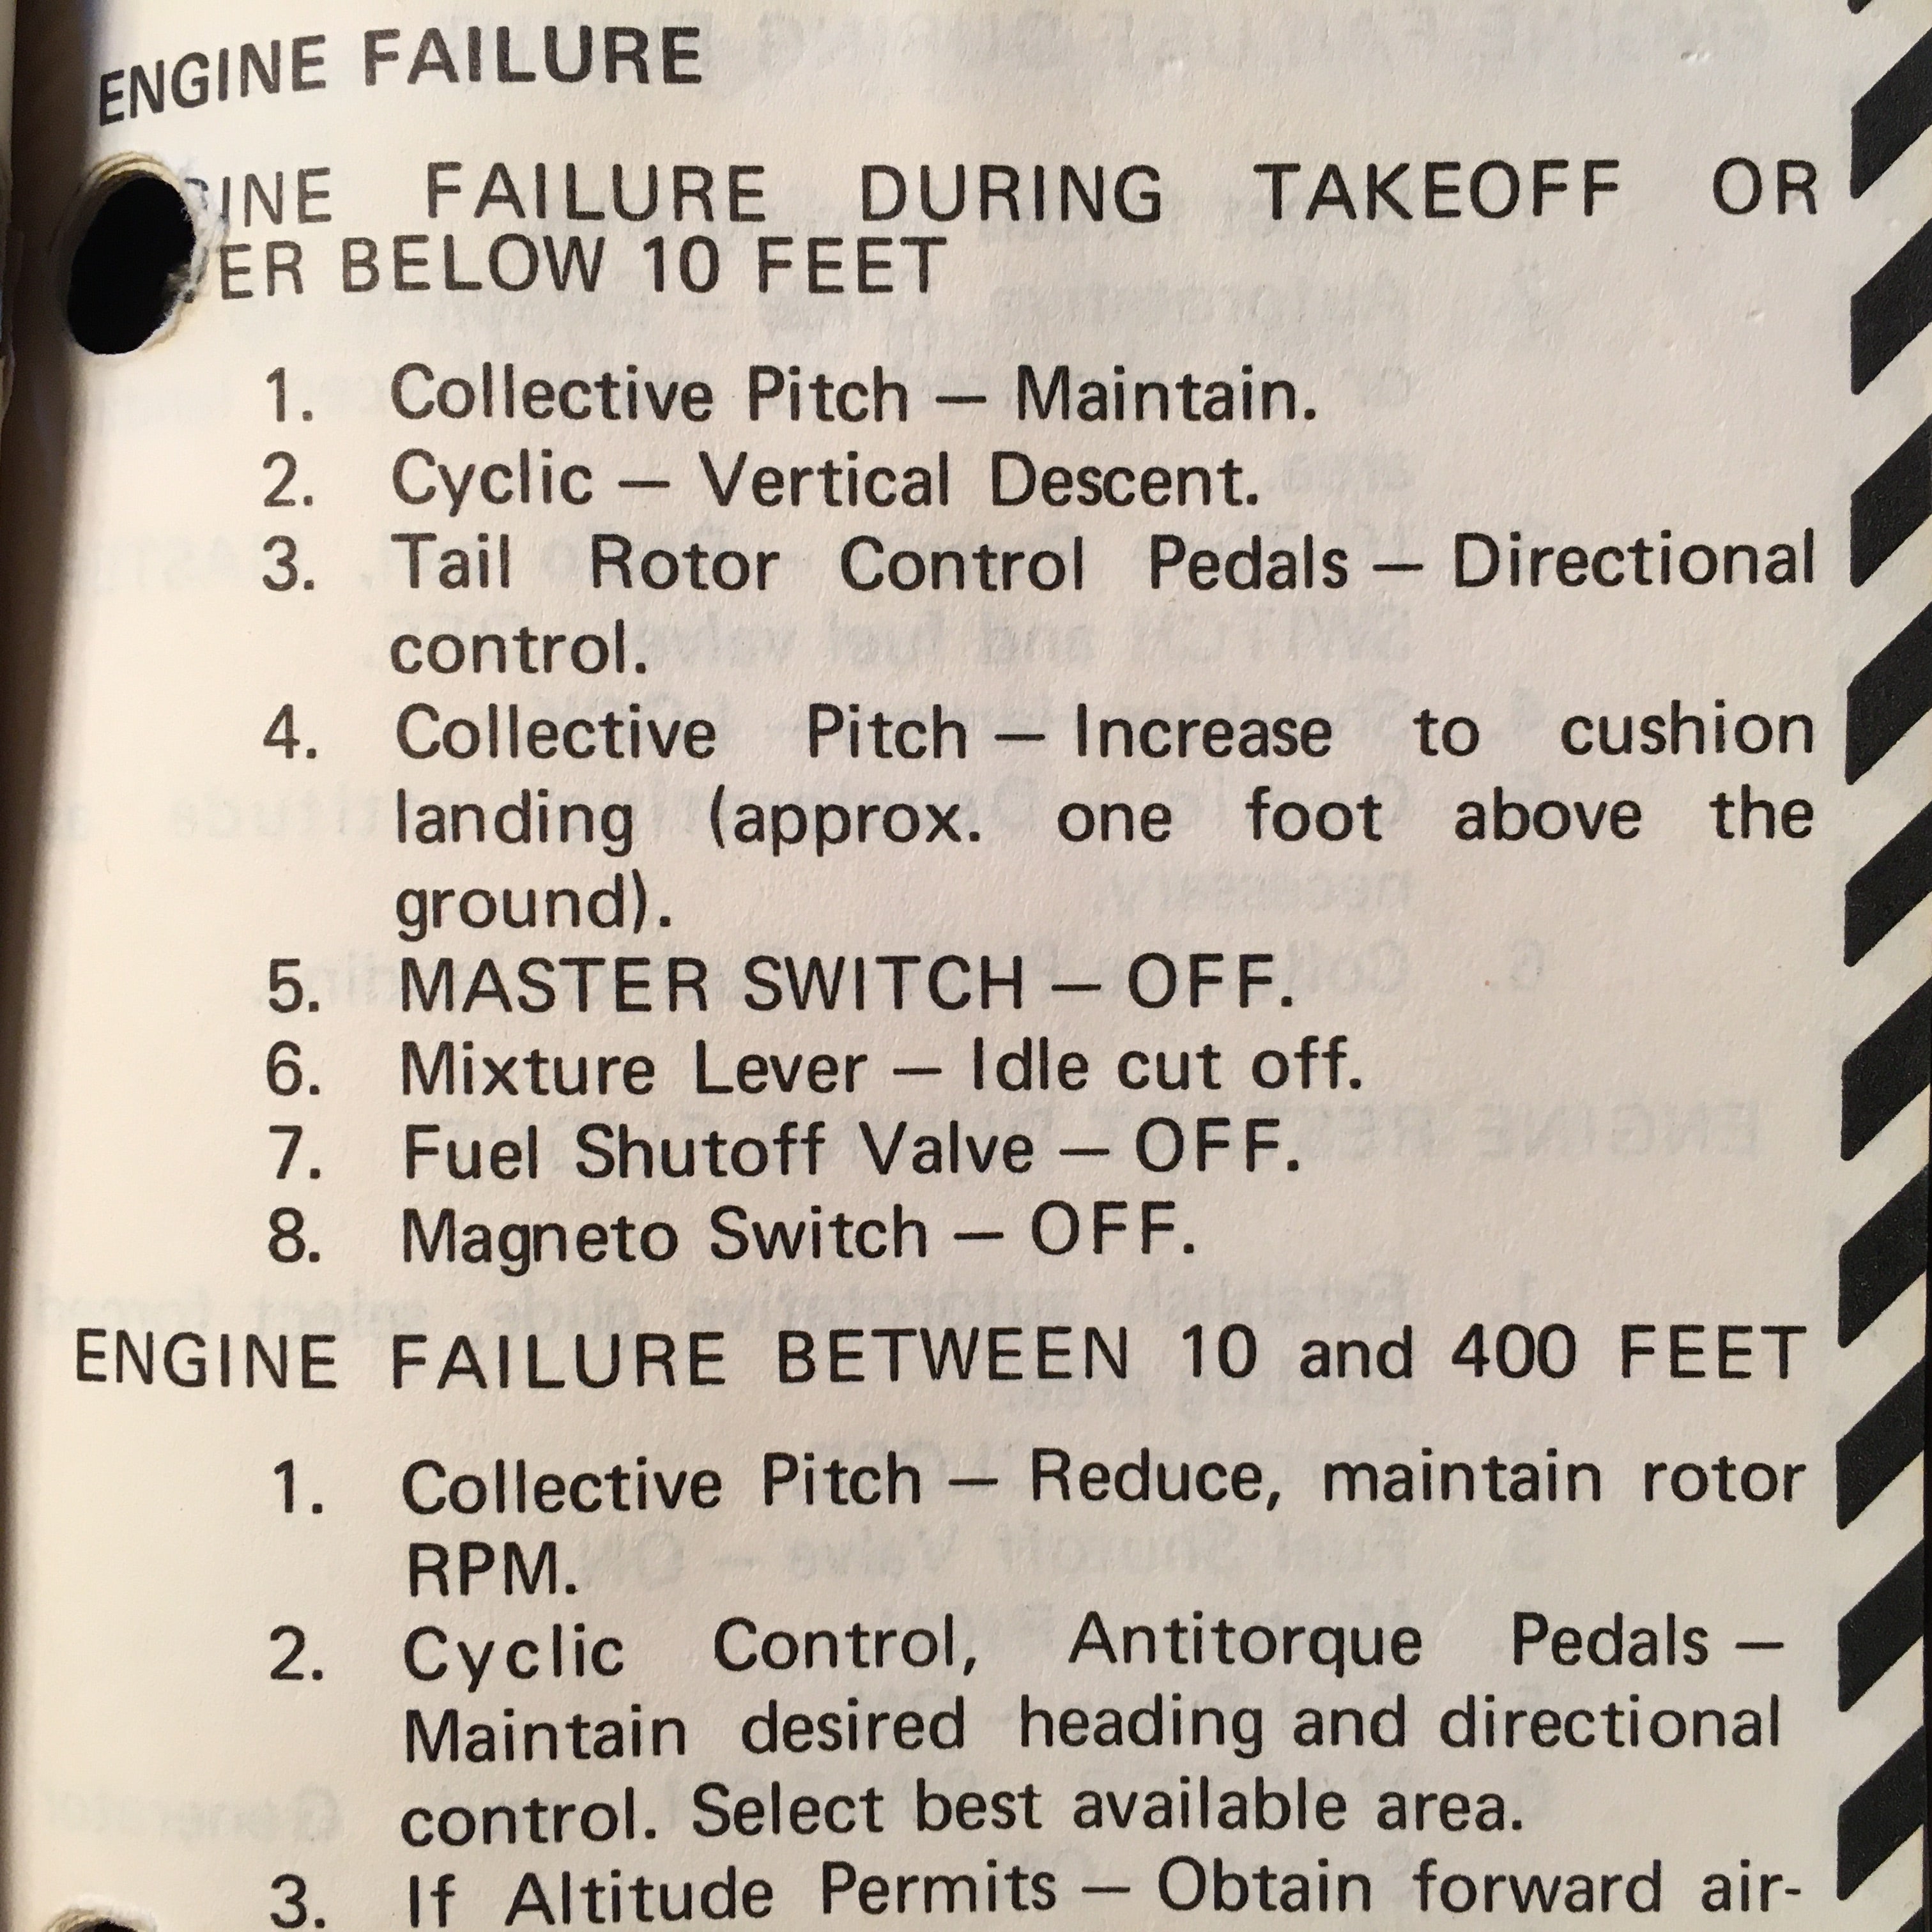 ENGINE FAILURE
FAILURE DURING TAKEOFF OR
BELOW 10 FEET
1. Collective Pitch — Maintain.
2. Cyclic — Vertical Descent.
3. Tail Rotor Control Pedals — Directional
control.
4. Collective Pitch — Increase to cushion
landing (approx. one foot above the
ground).
5. MASTER SWITCH — OFF.
6. Mixture Lever — Idle cut off.
7. Fuel Shutoff Valve — OFF.
8. Magneto Switch — OFF.
ENGINE FAILURE BETWEEN 10 and 400 FEET
1. Collective Pitch — Reduce, maintain rotor
RPM.
2. Cyclic Control, Antitorque Pedals —
Maintain desired heading and directional
control. Select best available area.
3. If Altitude Permits — Obtain forward air-